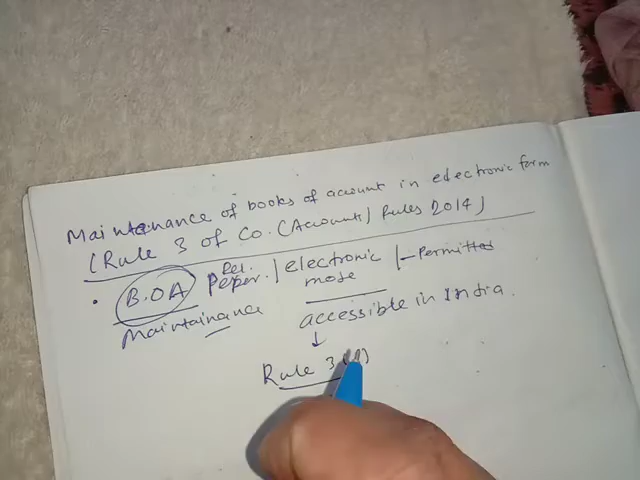 Maintenance of books of account in electronic form
(Rule 3 of Co. (Accounts) Rules 2014)
• B.O.A Peper. / electronic mode |- Permitted
Maintainance
accessible in India.
↓
Rule 3